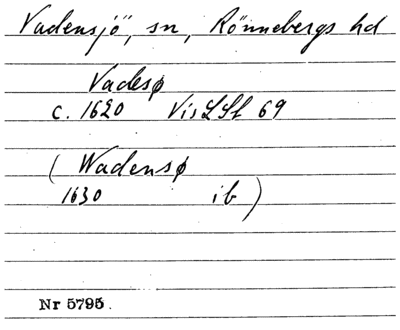 Vadensjö, sn, Rönnebergs hd
Vadesø
c. 1620 VisLSt 69
( Wadensø
1630 ib )
Nr 5795.